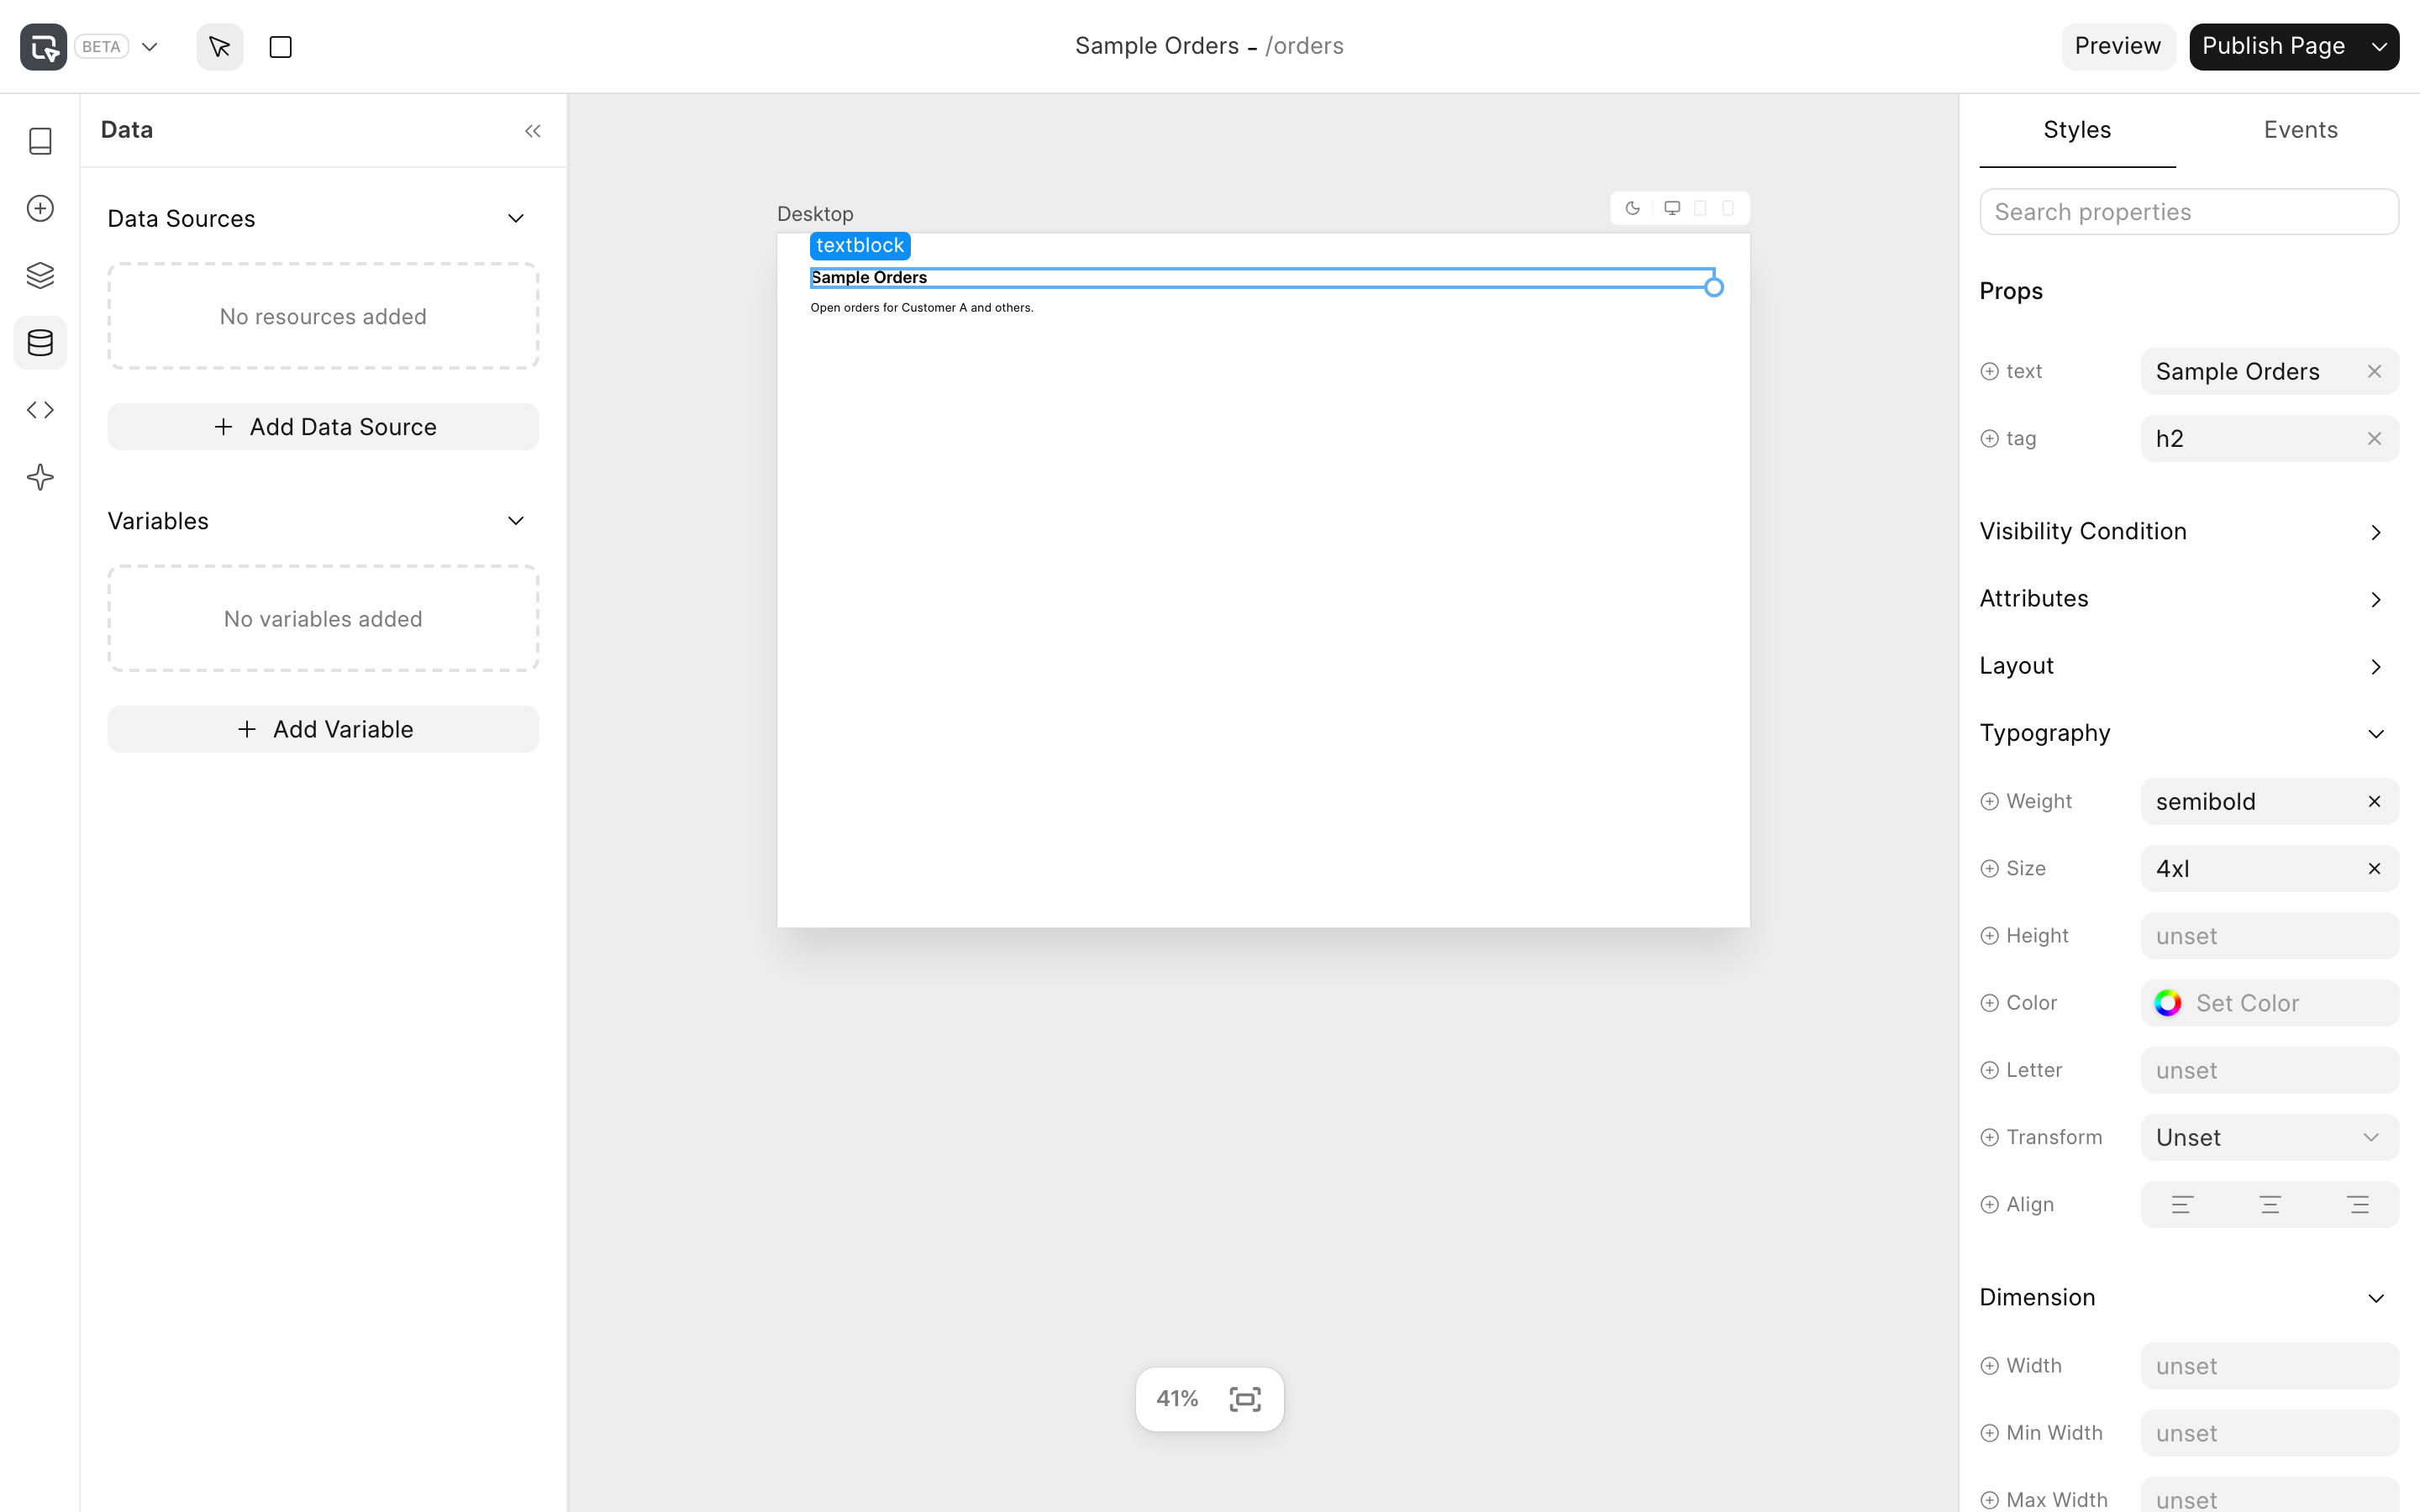 BETA
Sample Orders - /orders
Preview
Publish Page
Data
Data Sources
No resources added
Add Data Source
Variables
No variables added
Add Variable
Desktop
textblock
Sample Orders
Open orders for Customer A and others.
41%
Styles
Events
Search properties
Props
text
Sample Orders
tag
h2
Visibility Condition
Attributes
Layout
Typography
Weight
semibold
Size
4xl
Height
unset
Color
Set Color
Letter
unset
Transform
Unset
Align
Dimension
Width
unset
Min Width
unset
Max Width
unset